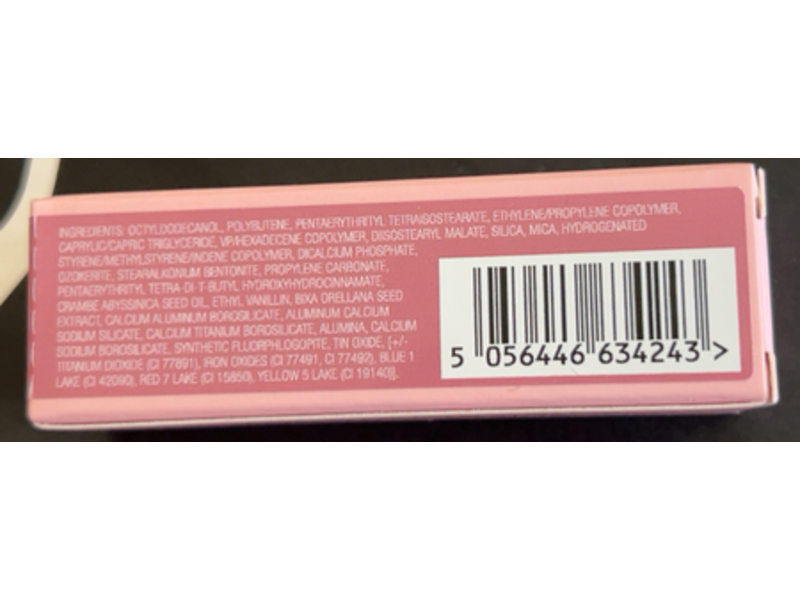 INGREDIENTS: OCTYLDODECANOL, POLYBUTENE, PENTAERYTHRITYL TETRAISOSTEARATE, ETHYLENE/PROPYLENE COPOLYMER,
CAPRYLIC/CAPRIC TRIGLYCERIDE, VP/HEXADECENE COPOLYMER, DIISOSTEARYL MALATE, SILICA, MICA, HYDROGENATED
STYRENE/METHYLSTYRENE/INDENE COPOLYMER, DICALCIUM PHOSPHATE,
OZOKERITE, STEARALKONIUM BENTONITE, PROPYLENE CARBONATE,
PENTAERYTHRITYL TETRA-DI-T-BUTYL HYDROXYHYDROCINNAMATE,
CRAMBE ABYSSINICA SEED OIL, ETHYL VANILLIN, BIXA ORELLANA SEED
EXTRACT, CALCIUM ALUMINUM BOROSILICATE, ALUMINUM CALCIUM
SODIUM SILICATE, CALCIUM TITANIUM BOROSILICATE, ALUMINA, CALCIUM
SODIUM BOROSILICATE, SYNTHETIC FLUORPHLOGOPITE, TIN OXIDE, [+/-
TITANIUM DIOXIDE (CI 77891), IRON OXIDES (CI 77491, CI 77492), BLUE 1
LAKE (CI 42090), RED 7 LAKE (CI 15850), YELLOW 5 LAKE (CI 19140)].
5 056446 634243 >